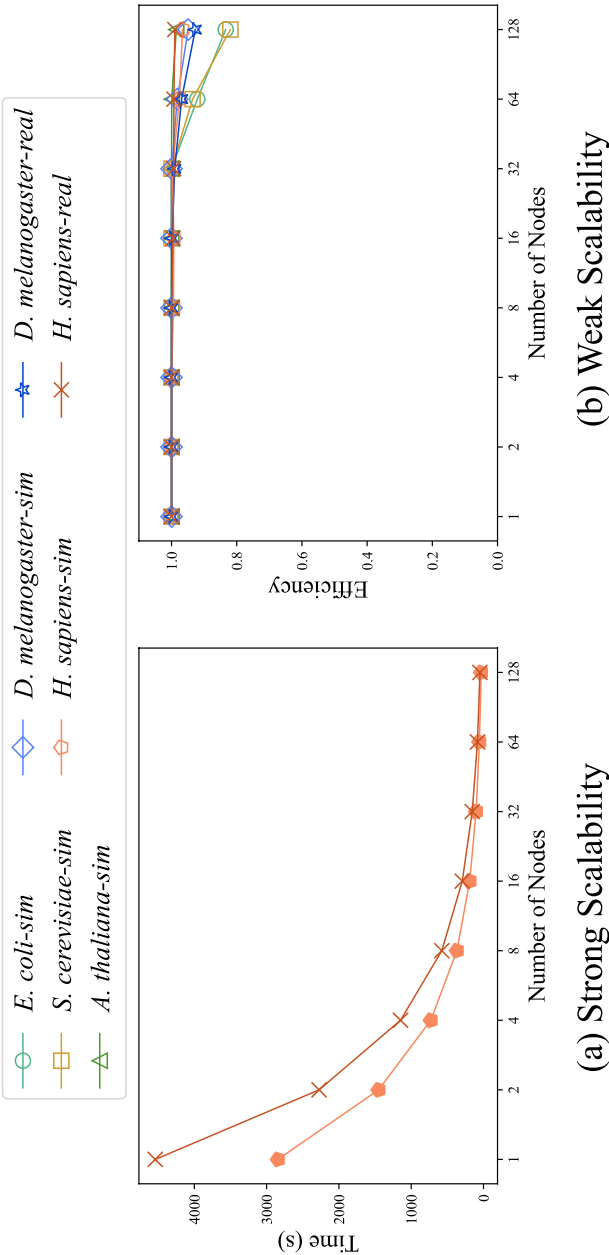 E. coli-sim D. melanogaster-sim D. melanogaster-real
S. cerevisiae-sim H. sapiens-sim H. sapiens-real
A. thaliana-sim
Time (s)
4000
3000
2000
1000
0
1 2 4 8 16 32 64 128
Number of Nodes
(a) Strong Scalability
Efficiency
1.0
0.8
0.6
0.4
0.2
0.0
1 2 4 8 16 32 64 128
Number of Nodes
(b) Weak Scalability